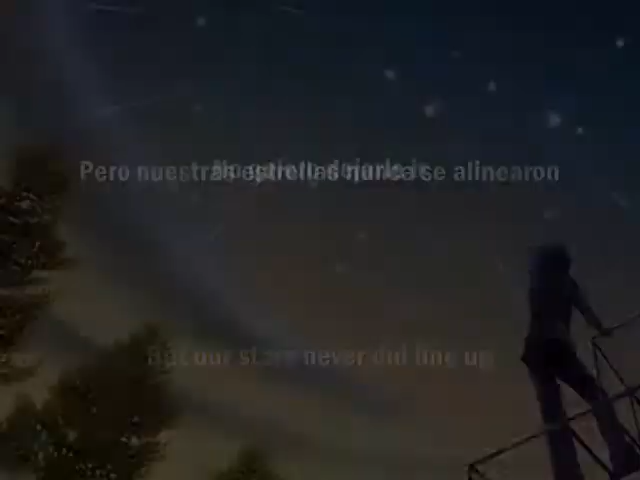 Pero nuestras estrellas nunca se alinearon
But our stars never did line up